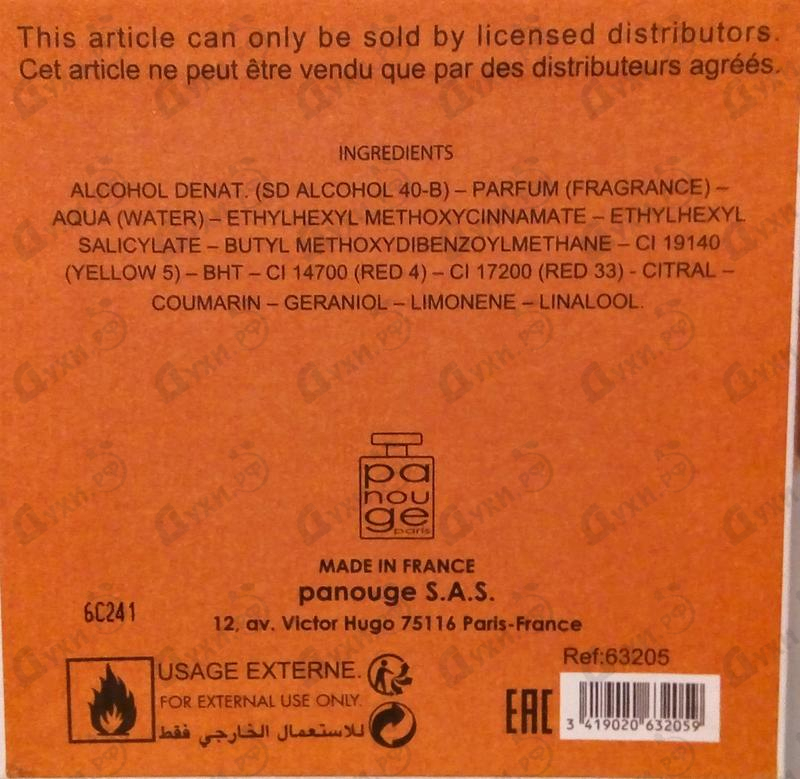 This article can only be sold by licensed distributors.
Cet article ne peut être vendu que par des distributeurs agréés.
INGREDIENTS
ALCOHOL DENAT. (SD ALCOHOL 40-B) – PARFUM (FRAGRANCE) –
AQUA (WATER) – ETHYLHEXYL METHOXYCINNAMATE – ETHYLHEXYL
SALICYLATE – BUTYL METHOXYDIBENZOYLMETHANE – CI 19140
(YELLOW 5) – BHT – CI 14700 (RED 4) – CI 17200 (RED 33) - CITRAL –
COUMARIN – GERANIOL – LIMONENE – LINALOOL.
pa
nou
ge
paris
MADE IN FRANCE
panouge S.A.S.
6C241
12, av. Victor Hugo 75116 Paris-France
Ref:63205
USAGE EXTERNE.
FOR EXTERNAL USE ONLY.
للاستعمال الخارجي فقط
EAC
3 419020 632059
Духи.рф